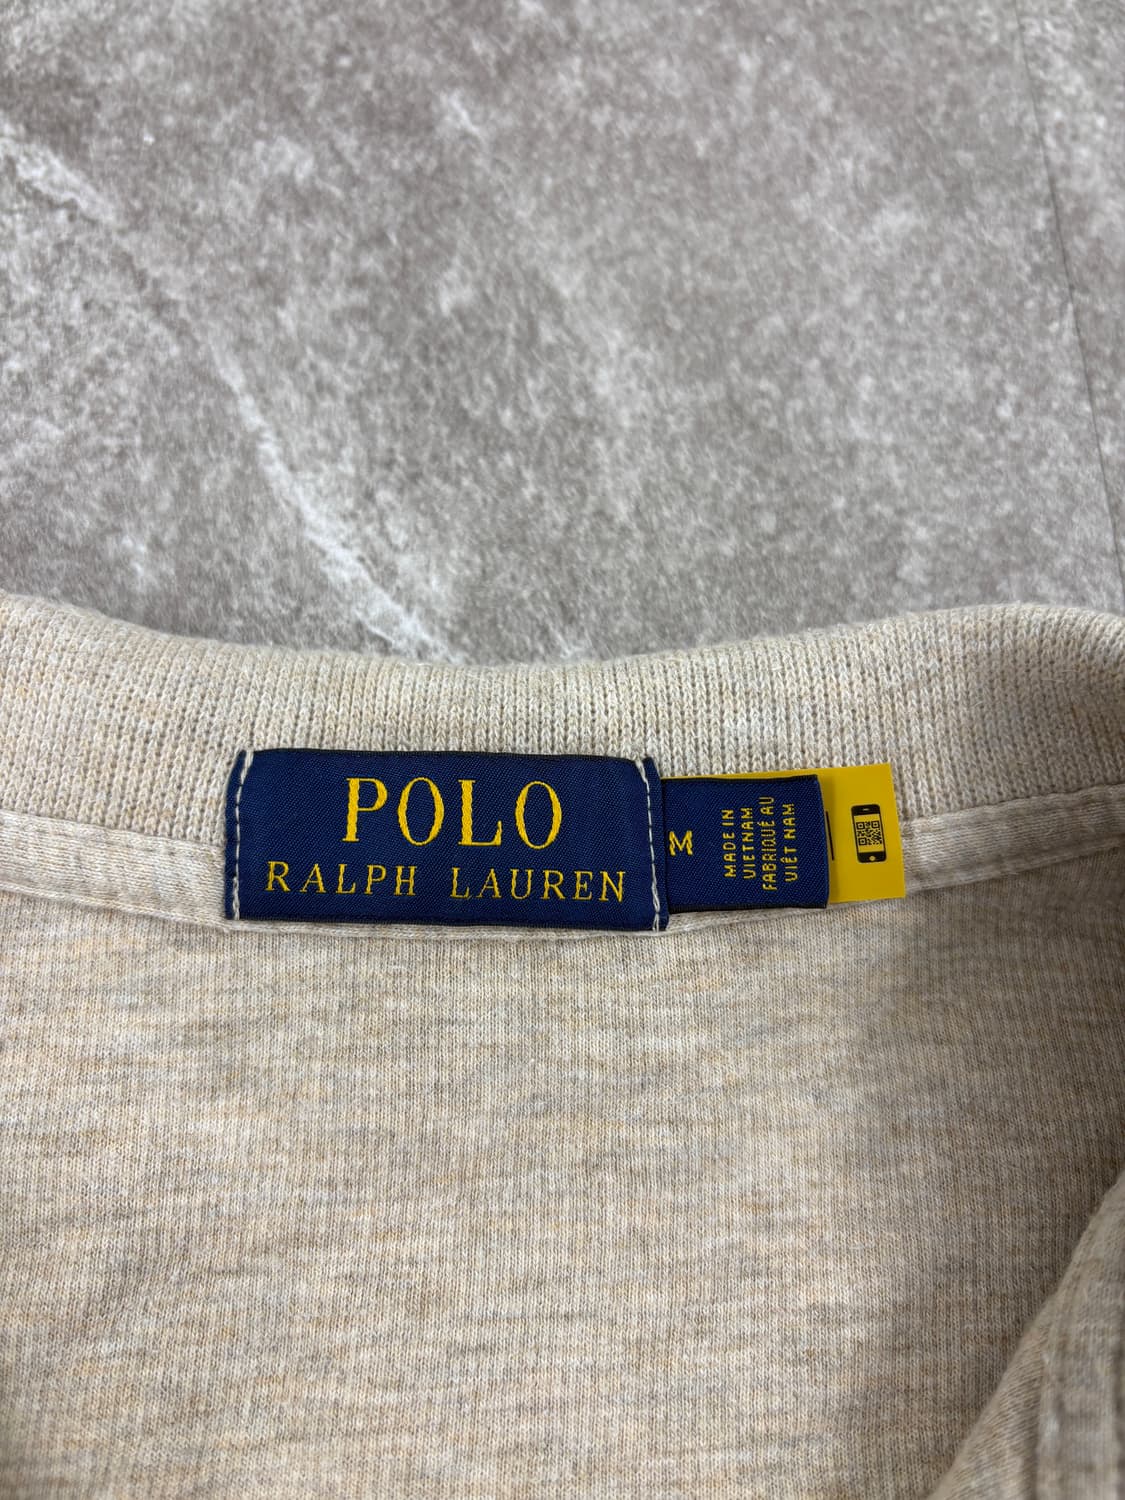 POLO
RALPH LAUREN
M
MADE IN
VIETNAM
FABRIQUÉ AU
VIÊT NAM